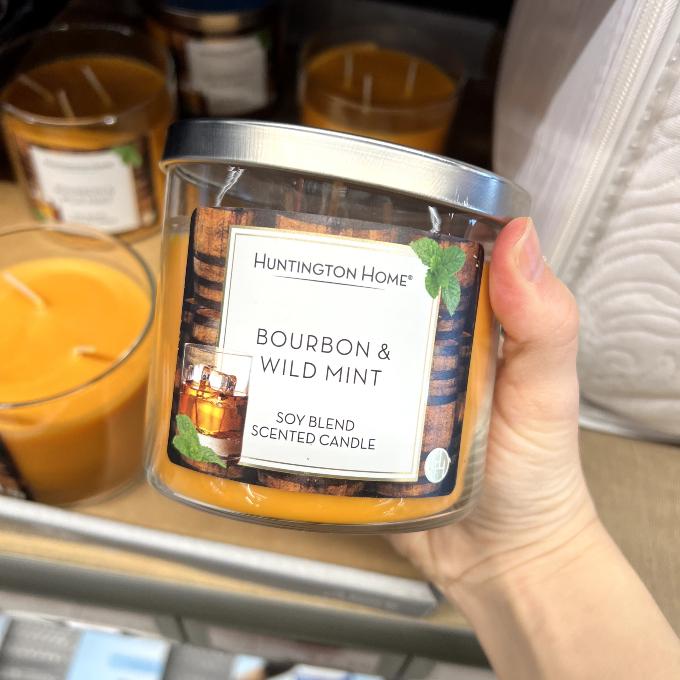 HUNTINGTON HOME®
BOURBON &
WILD MINT
SOY BLEND
SCENTED CANDLE